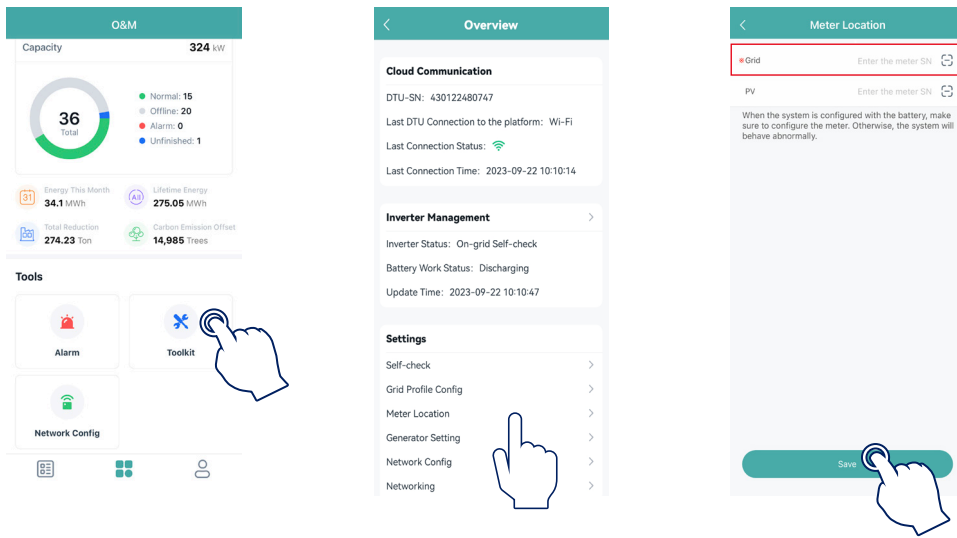 O&M
Capacity 324 kW
36
Total
Normal: 15
Offline: 20
Alarm: 0
Unfinished: 1
31
Energy This Month
34.1 MWh
All
Lifetime Energy
275.05 MWh
Total Reduction
274.23 Ton
Carbon Emission Offset
14,985 Trees
Tools
Alarm
Toolkit
Network Config
Overview
Cloud Communication
DTU-SN: 430122480747
Last DTU Connection to the platform: Wi-Fi
Last Connection Status:
Last Connection Time: 2023-09-22 10:10:14
Inverter Management
Inverter Status: On-grid Self-check
Battery Work Status: Discharging
Update Time: 2023-09-22 10:10:47
Settings
Self-check
Grid Profile Config
Meter Location
Generator Setting
Network Config
Networking
Meter Location
*Grid Enter the meter SN
PV Enter the meter SN
When the system is configured with the battery, make
sure to configure the meter. Otherwise, the system will
behave abnormally.
Save